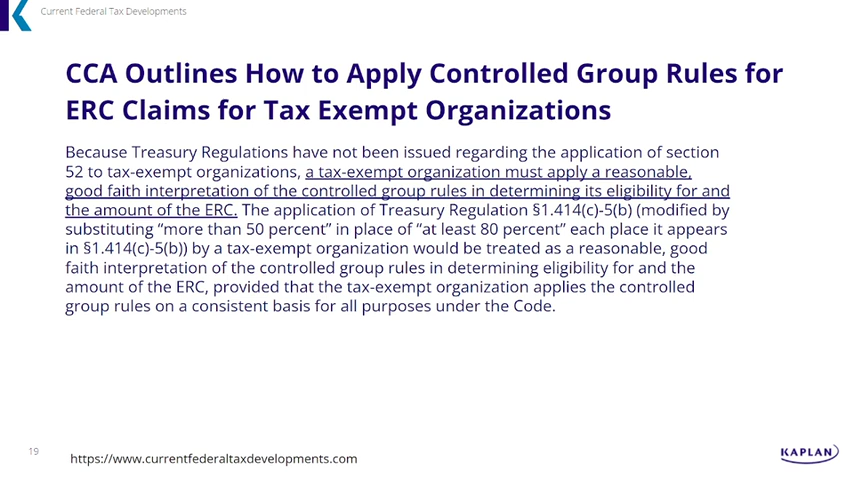 Current Federal Tax Developments
CCA Outlines How to Apply Controlled Group Rules for
ERC Claims for Tax Exempt Organizations
Because Treasury Regulations have not been issued regarding the application of section
52 to tax-exempt organizations, a tax-exempt organization must apply a reasonable,
good faith interpretation of the controlled group rules in determining its eligibility for and
the amount of the ERC. The application of Treasury Regulation §1.414(c)-5(b) (modified by
substituting “more than 50 percent” in place of “at least 80 percent” each place it appears
in §1.414(c)-5(b)) by a tax-exempt organization would be treated as a reasonable, good
faith interpretation of the controlled group rules in determining eligibility for and the
amount of the ERC, provided that the tax-exempt organization applies the controlled
group rules on a consistent basis for all purposes under the Code.
19
https://www.currentfederaltaxdevelopments.com
KAPLAN